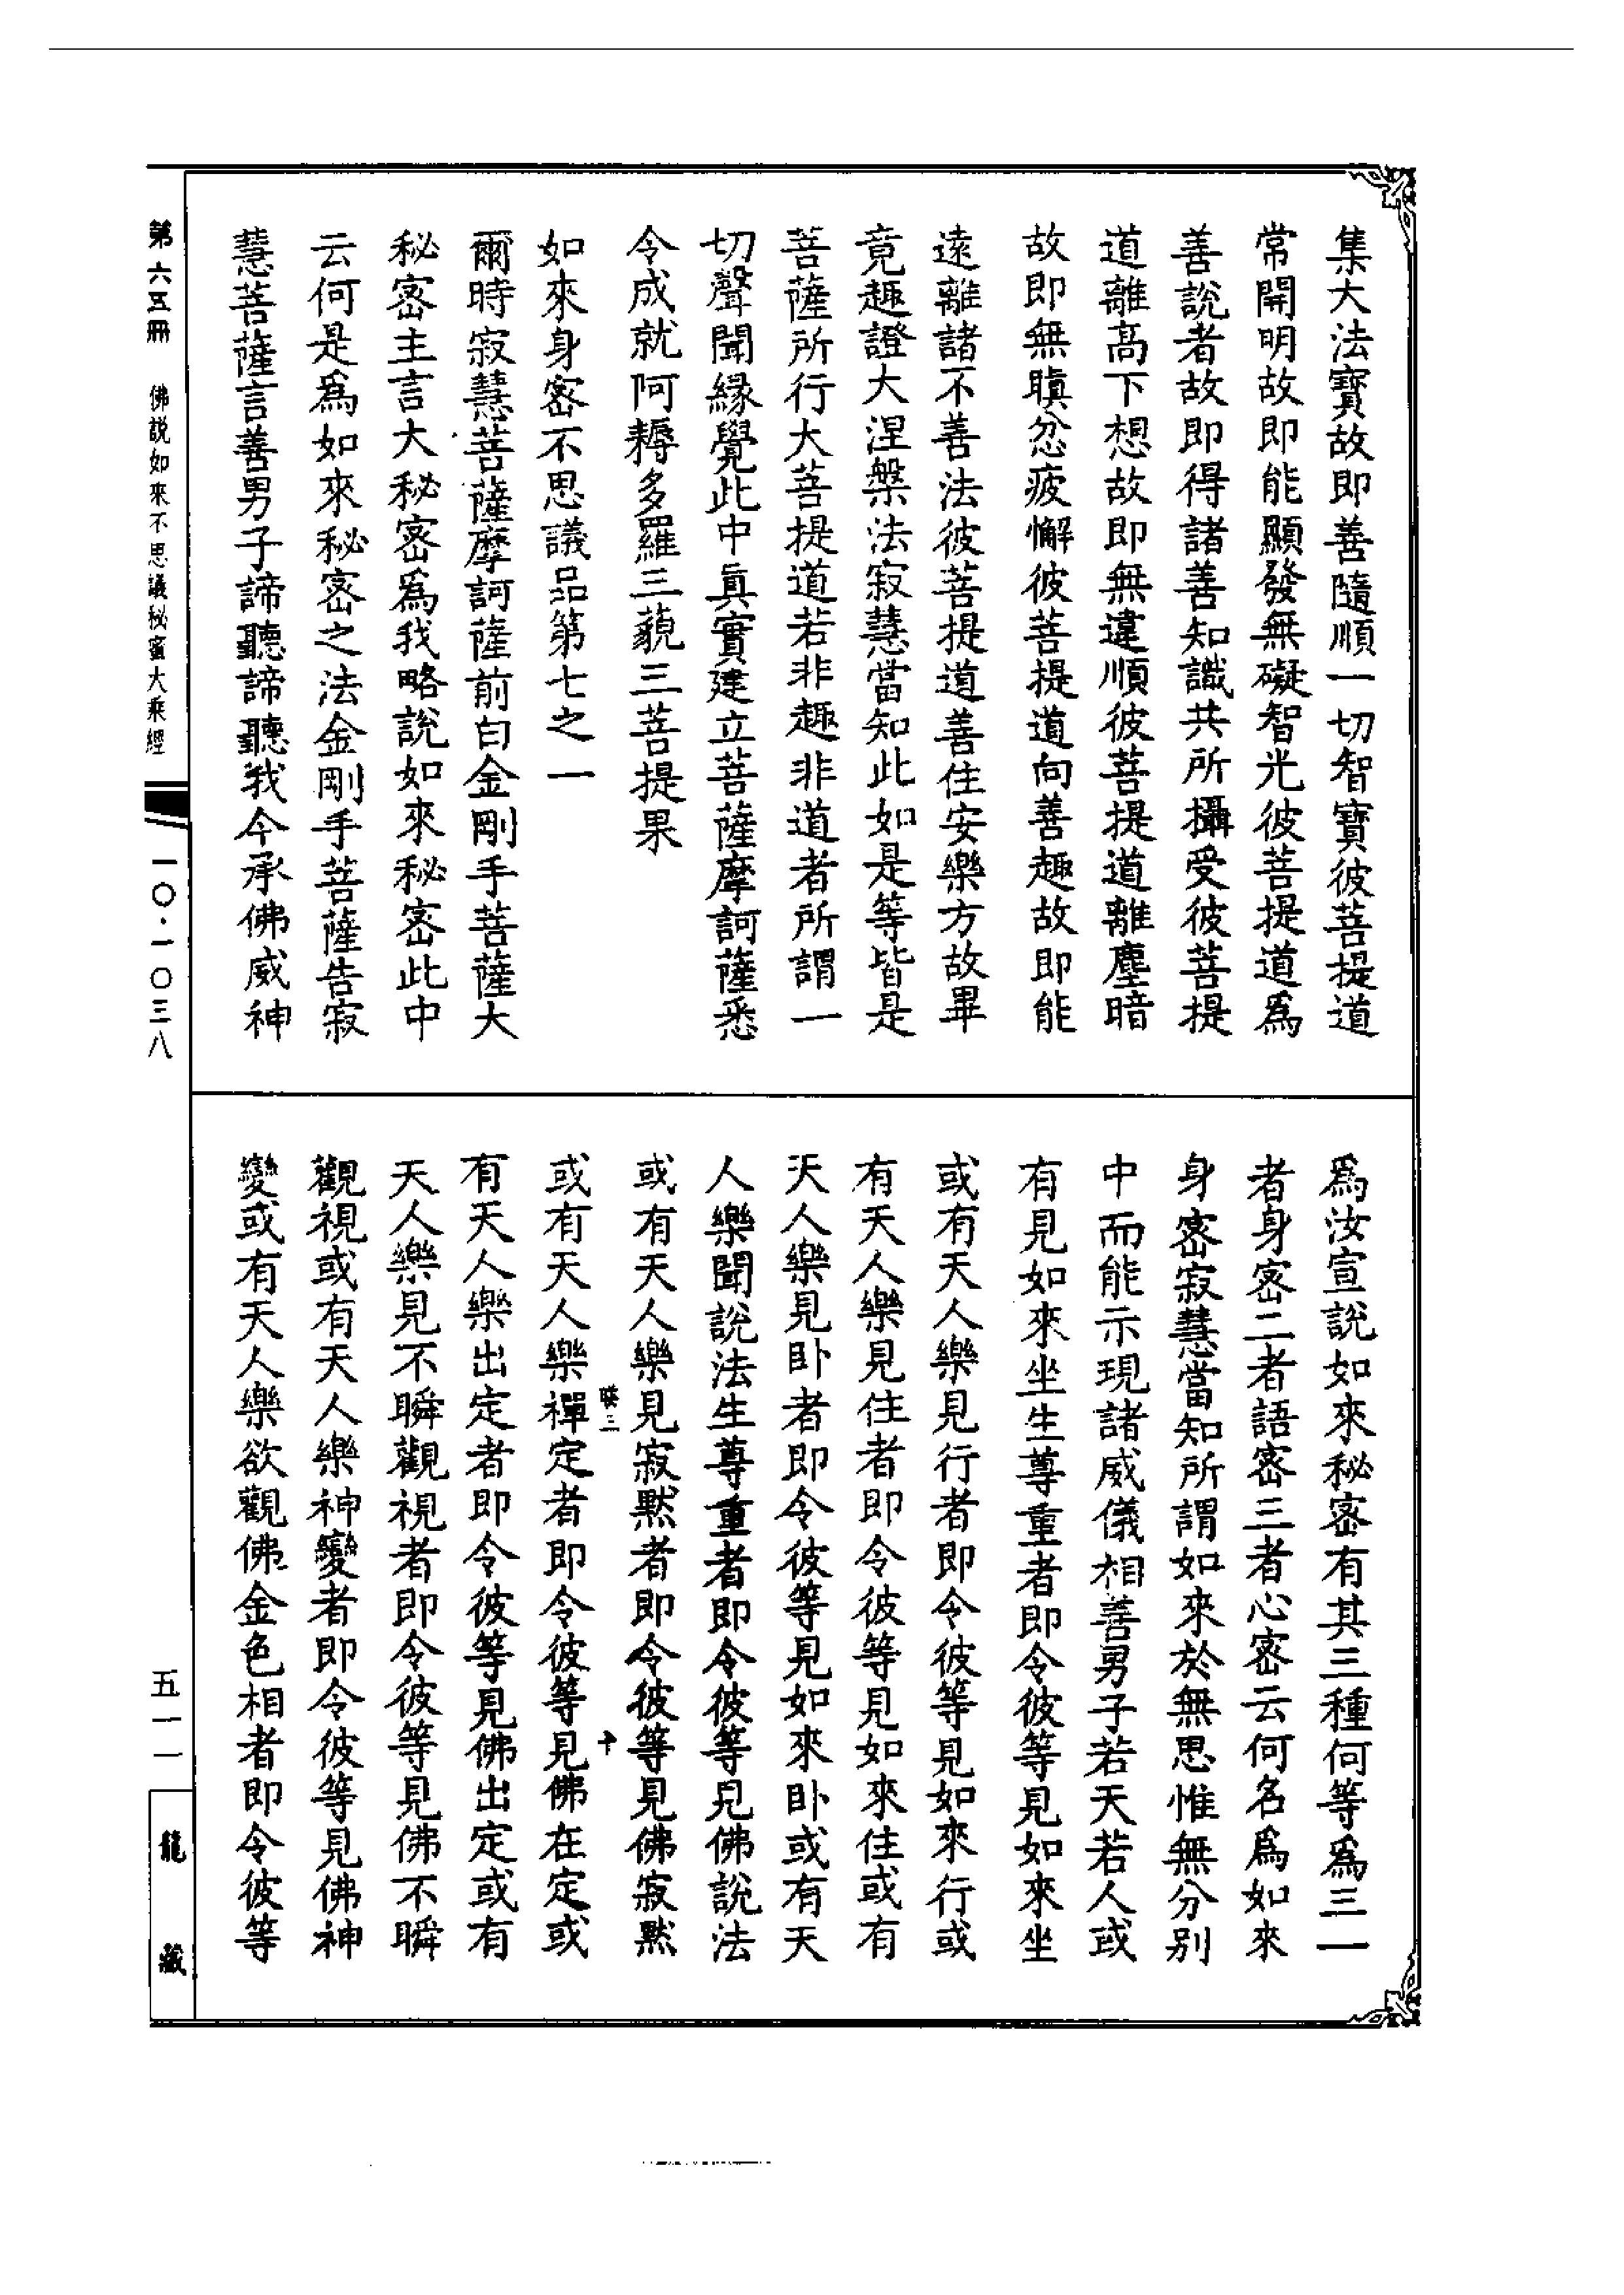 集大法寶故即善隨順一切智寶彼菩提道
常開明故即能顯發無礙智光彼菩提道爲
善說者故即得諸善知識共所攝受彼菩提
道離高下想故即無違順彼菩提道離塵暗
故即無瞋忿疲懈彼菩提道向善趣故即能
遠離諸不善法彼菩提道善住安樂方故畢
竟趣證大涅槃法寂慧當知此如是等皆是
菩薩所行大菩提道若非趣非道者所謂一
切聲聞緣覺此中真實建立菩薩摩訶薩悉
令成就阿耨多羅三藐三菩提果
如來身密不思議品第七之一
爾時寂慧菩薩摩訶薩前白金剛手菩薩大
秘密主言大秘密爲我略說如來秘密此中
云何是爲如來秘密之法金剛手菩薩告寂
慧菩薩言善男子諦聽諦聽我今承佛威神
爲汝宣說如來秘密有其三種何等爲三一
者身密二者語密三者心密云何名爲如來
身密寂慧當知所謂如來於無思惟無分別
中而能示現諸威儀相善男子若天若人或
有見如來坐生尊重者即令彼等見如來坐
或有天人樂見行者即令彼等見如來行或
有天人樂見住者即令彼等見如來住或有
天人樂見臥者即令彼等見如來臥或有天
人樂聞說法生尊重者即令彼等見佛說法
或有天人樂見寂默者即令彼等見佛寂默
或有天人樂禪定者即令彼等見佛在定或
有天人樂出定者即令彼等見佛出定或有
天人樂見不瞬觀視者即令彼等見佛不瞬
觀視或有天人樂神變者即令彼等見佛神
變或有天人樂欲觀佛金色相者即令彼等
第六五冊 佛說如來不思議秘蜜大乘經
一〇·一〇三八
五一一
龍藏